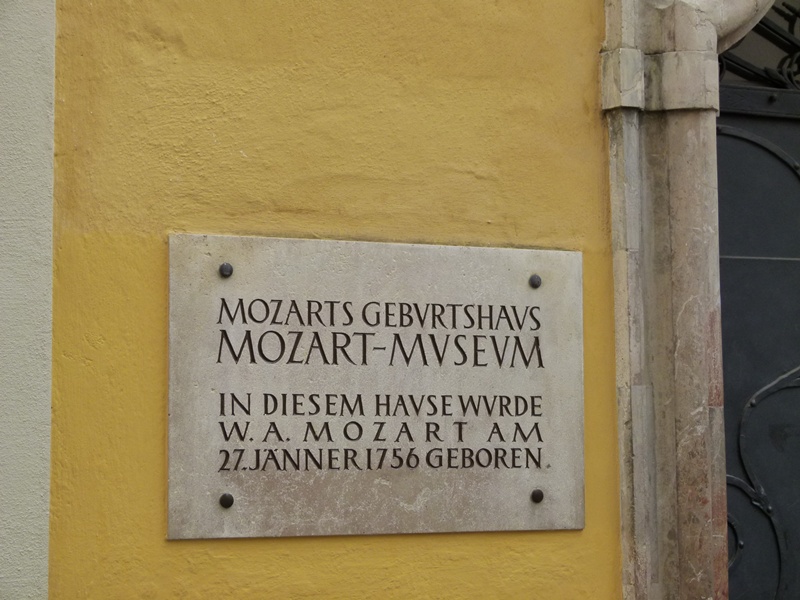 MOZARTS GEBVRTSHAVS
MOZART-MVSEVM
IN DIESEM HAVSE WVRDE
W. A. MOZART AM
27. JÄNNER 1756 GEBOREN.